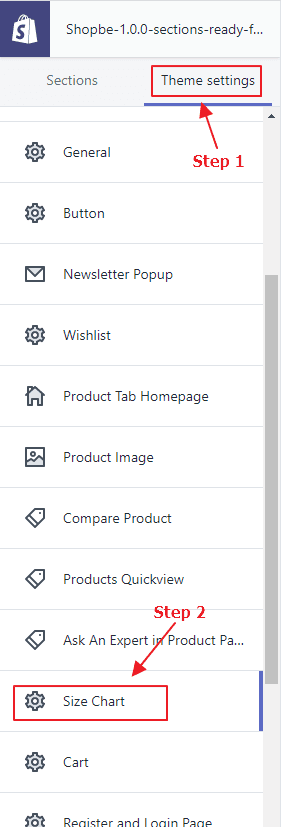 Shopbe-1.0.0-sections-ready-f...
Sections
Theme settings
Step 1
General
Button
Newsletter Popup
Wishlist
Product Tab Homepage
Product Image
Compare Product
Products Quickview
Step 2
Ask An Expert in Product Pa...
Size Chart
Cart
Register and Login Page